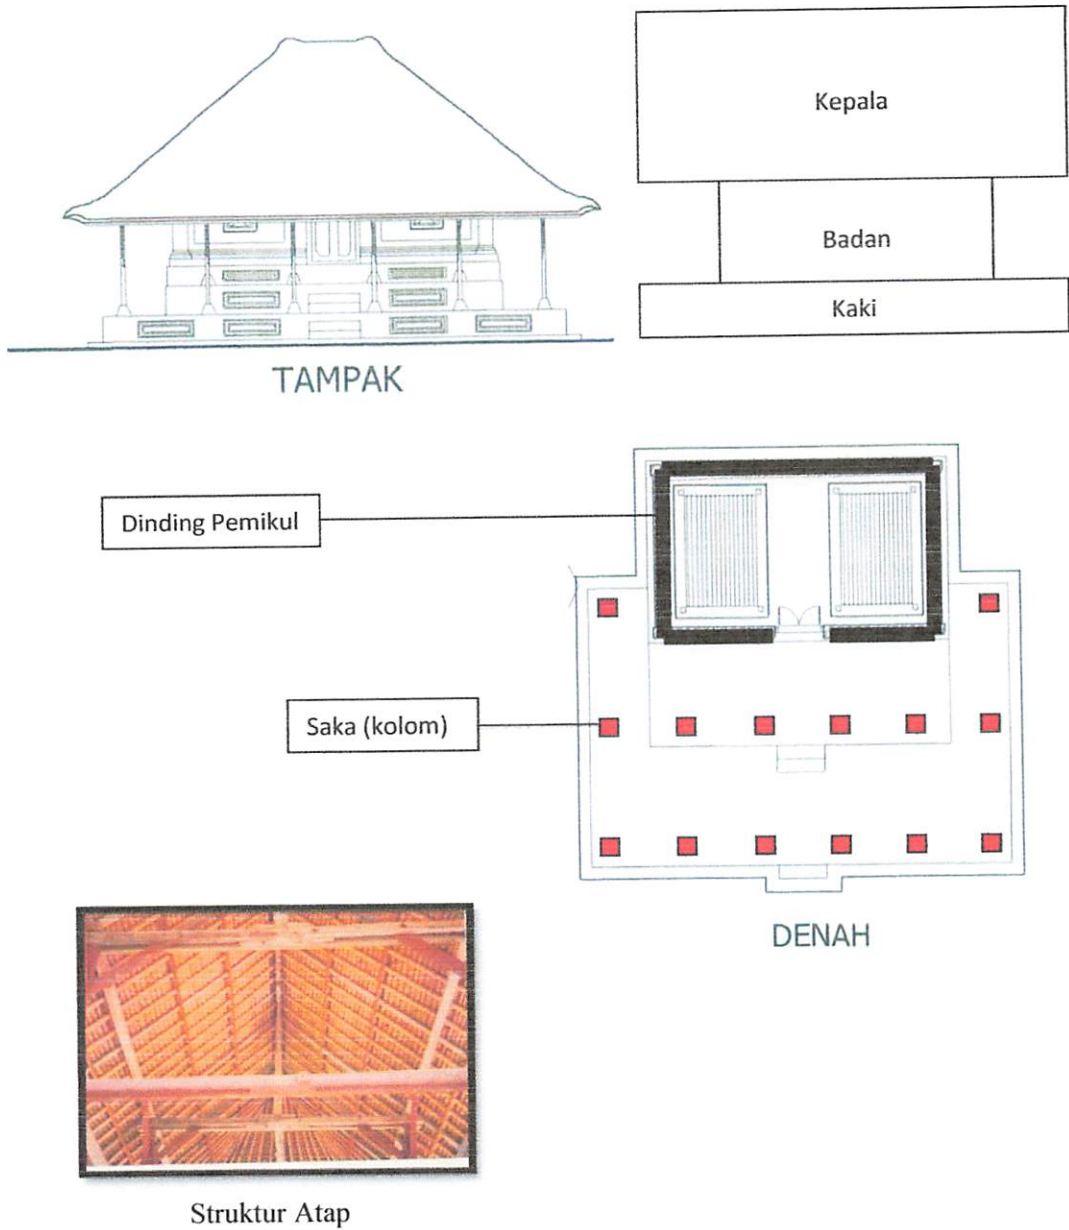 Kepala
Badan
Kaki
TAMPAK
Dinding Pemikul
Saka (kolom)
DENAH
Struktur Atap